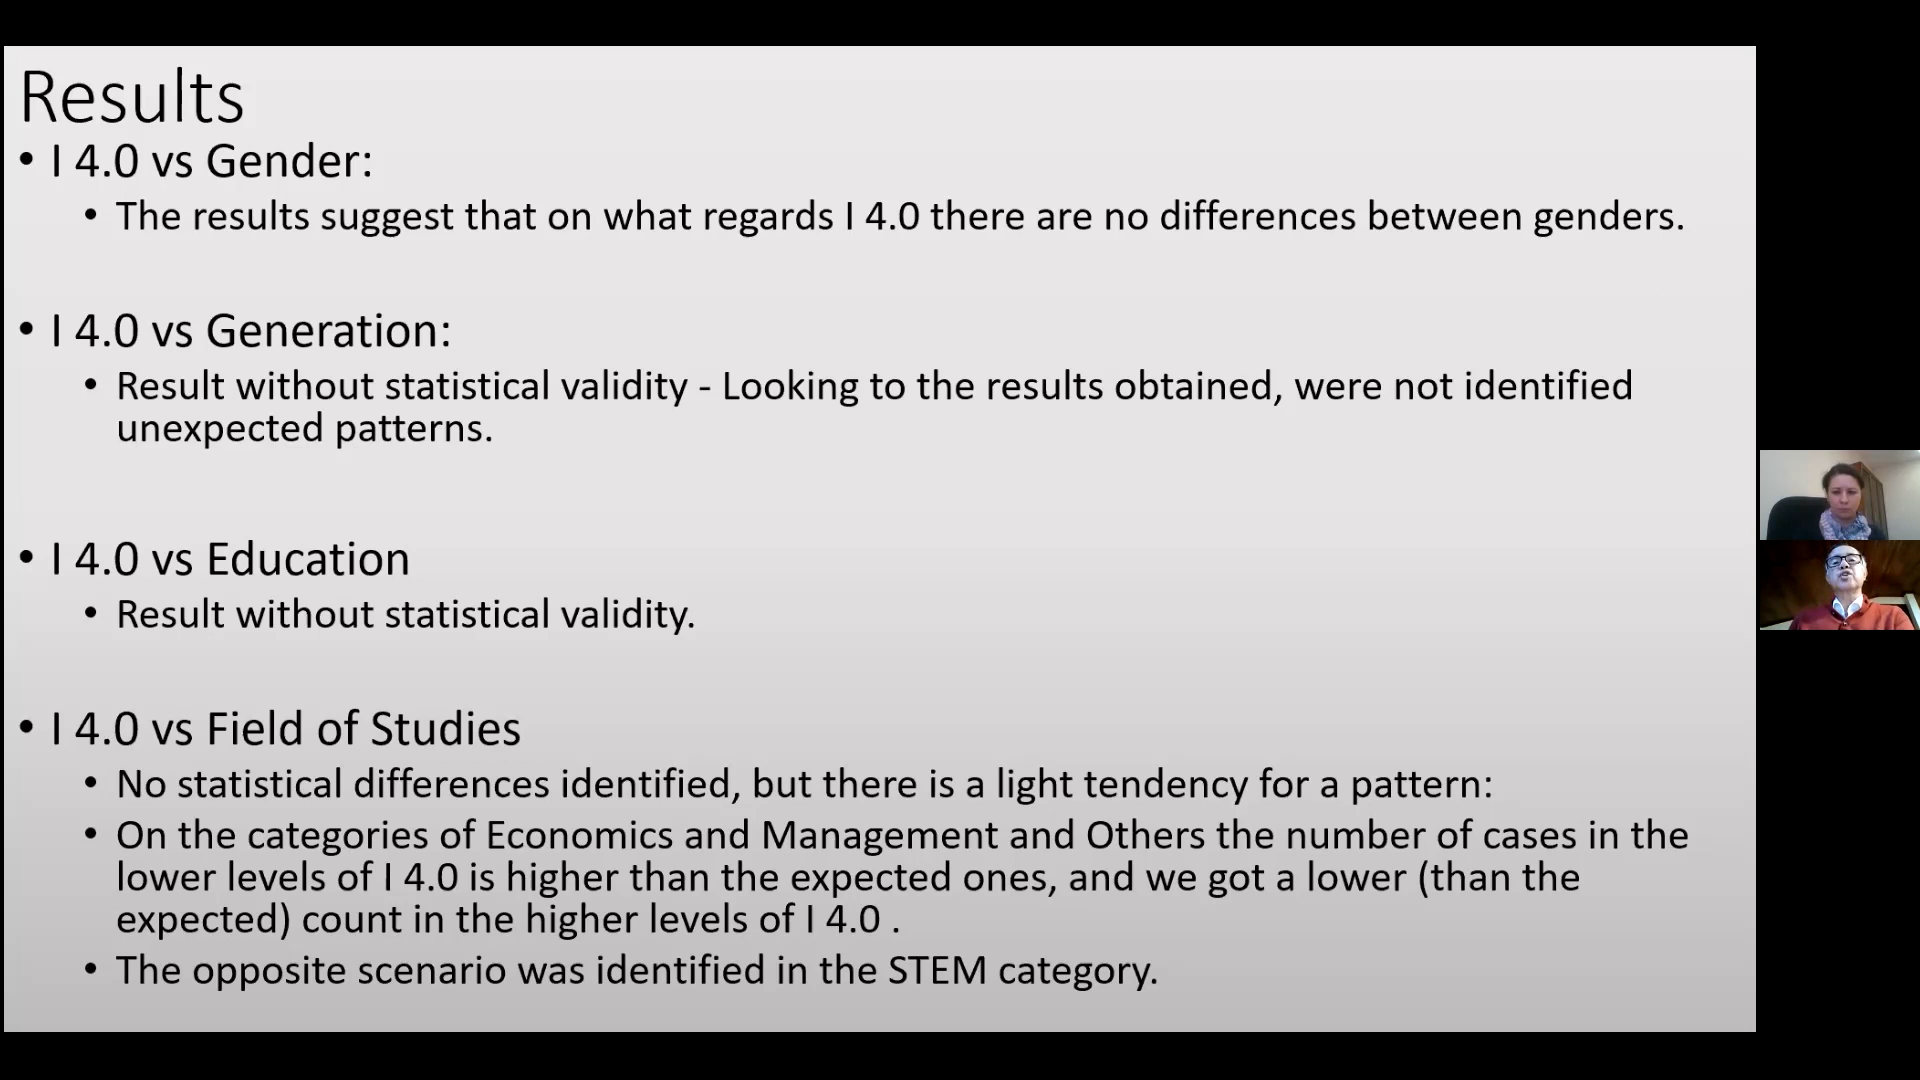 Results
• I 4.0 vs Gender:
• The results suggest that on what regards I 4.0 there are no differences between genders.
• I 4.0 vs Generation:
• Result without statistical validity - Looking to the results obtained, were not identified
unexpected patterns.
• I 4.0 vs Education
• Result without statistical validity.
• I 4.0 vs Field of Studies
• No statistical differences identified, but there is a light tendency for a pattern:
• On the categories of Economics and Management and Others the number of cases in the
lower levels of I 4.0 is higher than the expected ones, and we got a lower (than the
expected) count in the higher levels of I 4.0 .
• The opposite scenario was identified in the STEM category.